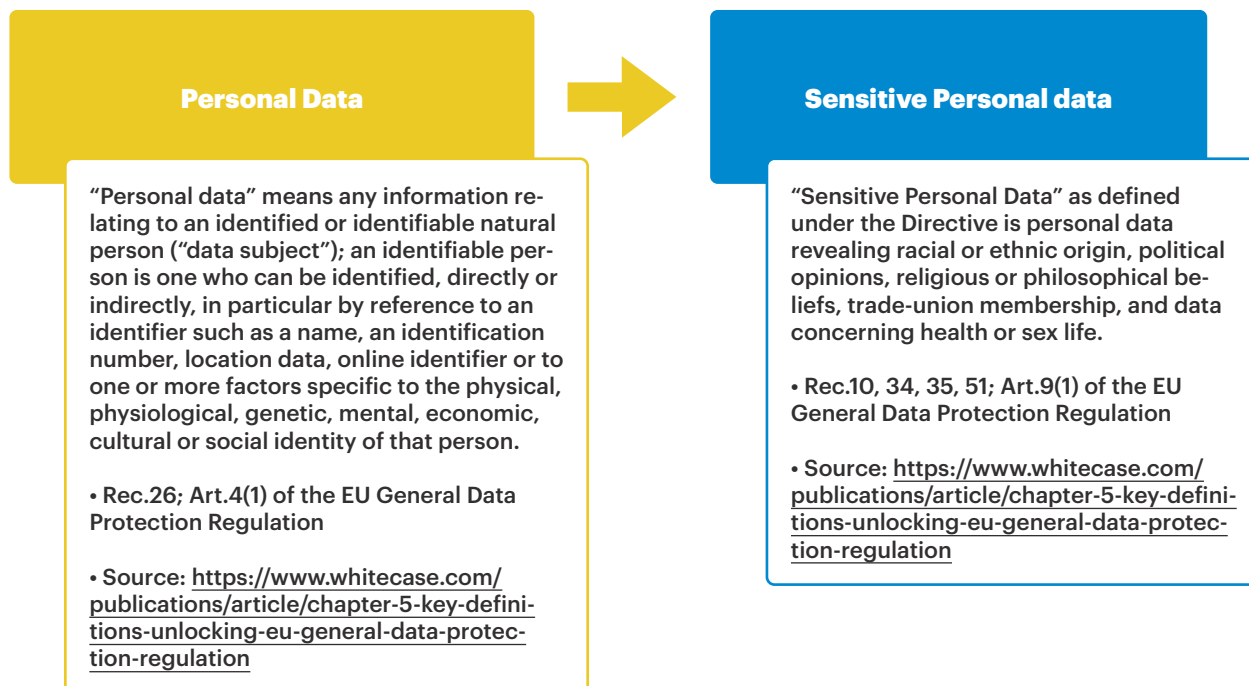 Personal Data
“Personal data” means any information re-
lating to an identified or identifiable natural
person (“data subject”); an identifiable per-
son is one who can be identified, directly or
indirectly, in particular by reference to an
identifier such as a name, an identification
number, location data, online identifier or to
one or more factors specific to the physical,
physiological, genetic, mental, economic,
cultural or social identity of that person.
• Rec.26; Art.4(1) of the EU General Data
Protection Regulation
• Source: https://www.whitecase.com/
publications/article/chapter-5-key-defini-
tions-unlocking-eu-general-data-protec-
tion-regulation
Sensitive Personal data
“Sensitive Personal Data” as defined
under the Directive is personal data
revealing racial or ethnic origin, political
opinions, religious or philosophical be-
liefs, trade-union membership, and data
concerning health or sex life.
• Rec.10, 34, 35, 51; Art.9(1) of the EU
General Data Protection Regulation
• Source: https://www.whitecase.com/
publications/article/chapter-5-key-defini-
tions-unlocking-eu-general-data-protec-
tion-regulation